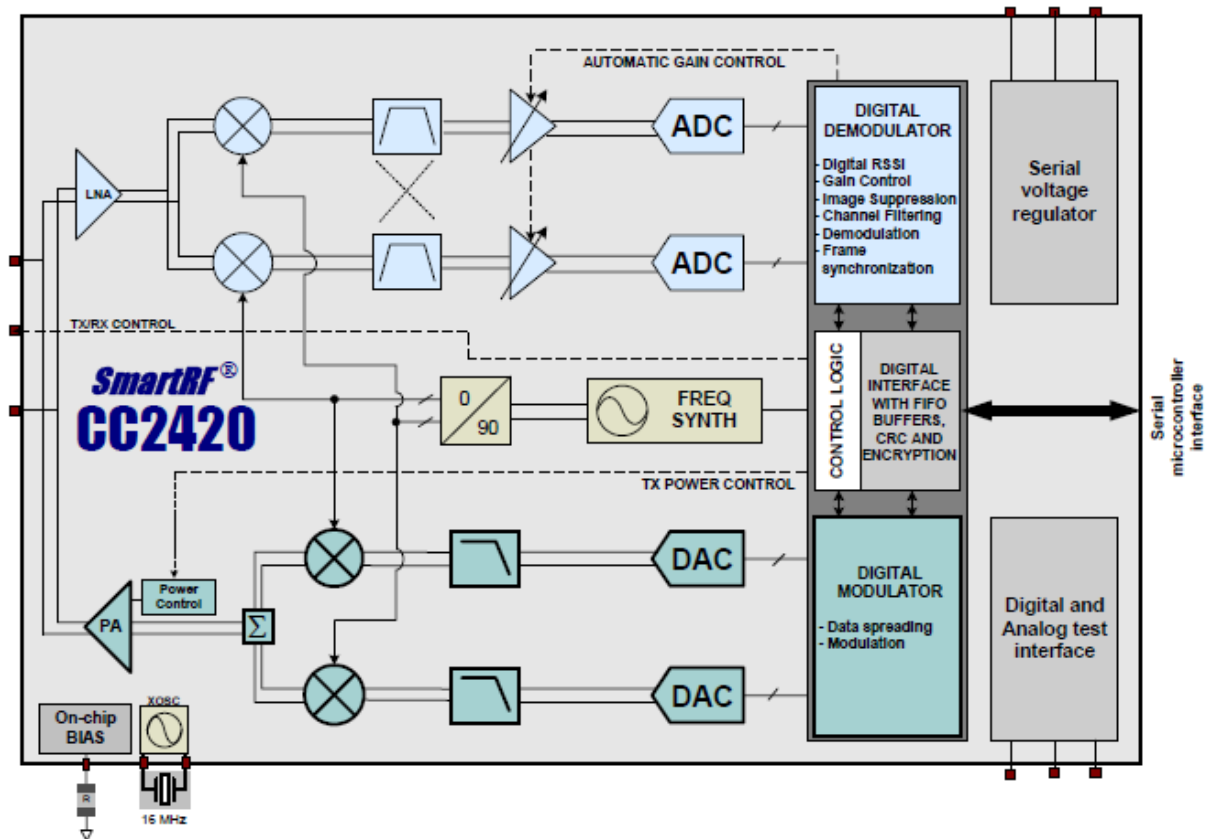 AUTOMATIC GAIN CONTROL
LNA
ADC
ADC
DIGITAL
DEMODULATOR
- Digital RSSI
- Gain Control
- Image Suppression
- Channel Filtering
- Demodulation
- Frame
synchronization
Serial
voltage
regulator
TX/RX CONTROL
SmartRF®
CC2420
0
90
FREQ
SYNTH
CONTROL LOGIC
DIGITAL
INTERFACE
WITH FIFO
BUFFERS,
CRC AND
ENCRYPTION
Serial
microcontroller
interface
TX POWER CONTROL
Power
Control
PA
Σ
DAC
DAC
DIGITAL
MODULATOR
- Data spreading
- Modulation
Digital and
Analog test
interface
On-chip
BIAS
XOSC
R
16 MHz